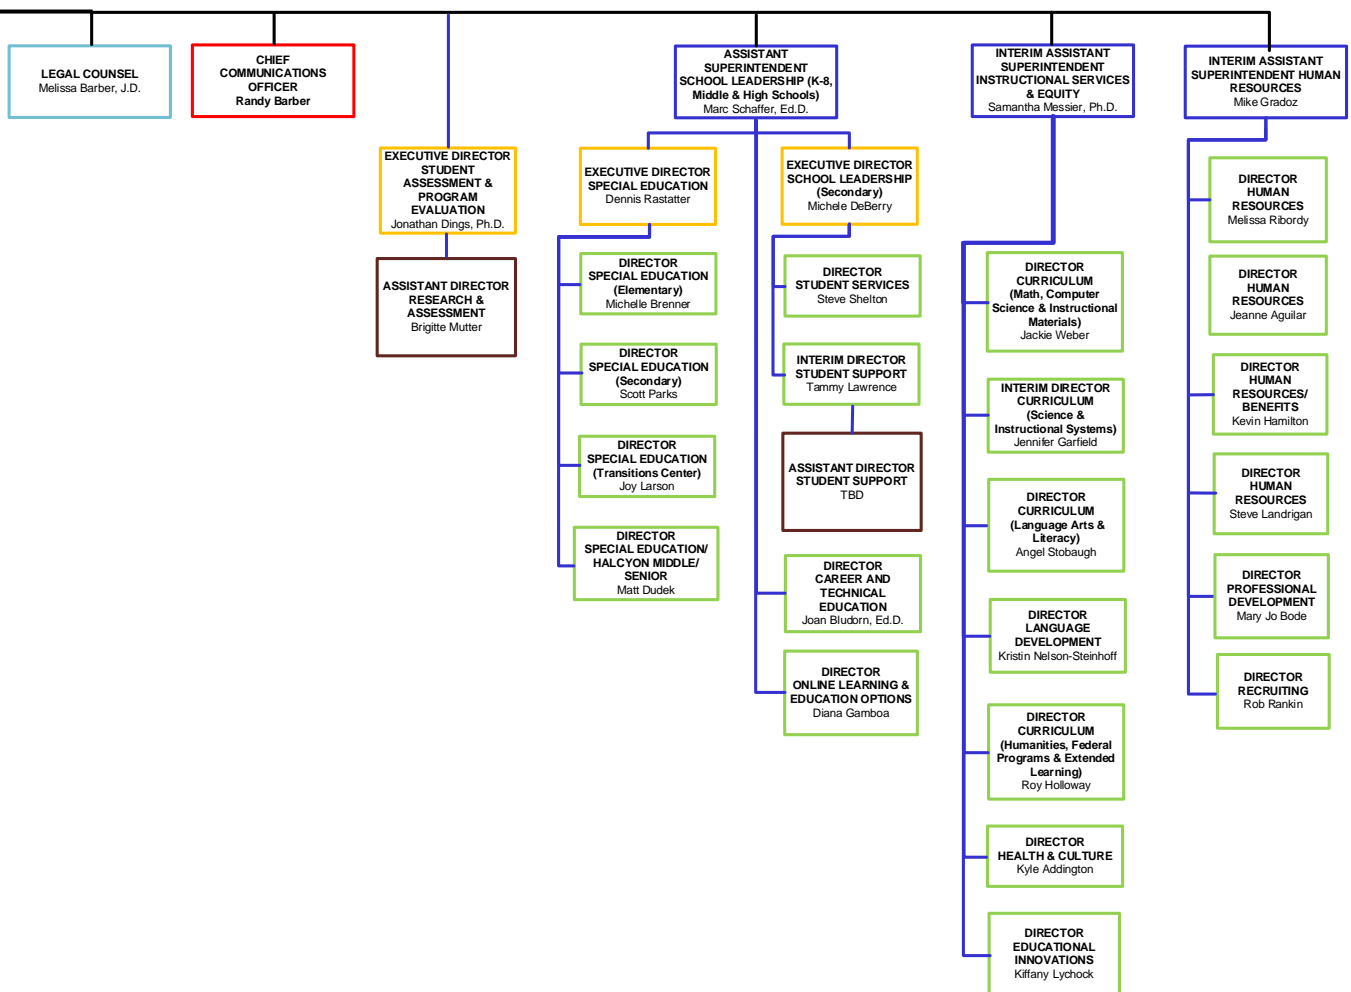 LEGAL COUNSEL
Melissa Barber, J.D.
CHIEF
COMMUNICATIONS
OFFICER
Randy Barber
ASSISTANT
SUPERINTENDENT
SCHOOL LEADERSHIP (K-8,
Middle & High Schools)
Marc Schaffer, Ed.D.
INTERIM ASSISTANT
SUPERINTENDENT
INSTRUCTIONAL SERVICES
& EQUITY
Samantha Messier, Ph.D.
INTERIM ASSISTANT
SUPERINTENDENT HUMAN
RESOURCES
Mike Gradoz
EXECUTIVE DIRECTOR
STUDENT
ASSESSMENT &
PROGRAM
EVALUATION
Jonathan Dings, Ph.D.
ASSISTANT DIRECTOR
RESEARCH &
ASSESSMENT
Brigitte Mutter
EXECUTIVE DIRECTOR
SPECIAL EDUCATION
Dennis Rastatter
DIRECTOR
SPECIAL EDUCATION
(Elementary)
Michelle Brenner
DIRECTOR
SPECIAL EDUCATION
(Secondary)
Scott Parks
DIRECTOR
SPECIAL EDUCATION
(Transitions Center)
Joy Larson
DIRECTOR
SPECIAL EDUCATION/
HALCYON MIDDLE/
SENIOR
Matt Dudek
EXECUTIVE DIRECTOR
SCHOOL LEADERSHIP
(Secondary)
Michele DeBerry
DIRECTOR
STUDENT SERVICES
Steve Shelton
INTERIM DIRECTOR
STUDENT SUPPORT
Tammy Lawrence
ASSISTANT DIRECTOR
STUDENT SUPPORT
TBD
DIRECTOR
CAREER AND
TECHNICAL
EDUCATION
Joan Bludorn, Ed.D.
DIRECTOR
ONLINE LEARNING &
EDUCATION OPTIONS
Diana Gamboa
DIRECTOR
CURRICULUM
(Math, Computer
Science & Instructional
Materials)
Jackie Weber
INTERIM DIRECTOR
CURRICULUM
(Science &
Instructional Systems)
Jennifer Garfield
DIRECTOR
CURRICULUM
(Language Arts &
Literacy)
Angel Stobaugh
DIRECTOR
LANGUAGE
DEVELOPMENT
Kristin Nelson-Steinhoff
DIRECTOR
CURRICULUM
(Humanities, Federal
Programs & Extended
Learning)
Roy Holloway
DIRECTOR
HEALTH & CULTURE
Kyle Addington
DIRECTOR
EDUCATIONAL
INNOVATIONS
Kiffany Lychock
DIRECTOR
HUMAN
RESOURCES
Melissa Ribordy
DIRECTOR
HUMAN
RESOURCES
Jeanne Aguilar
DIRECTOR
HUMAN
RESOURCES/
BENEFITS
Kevin Hamilton
DIRECTOR
HUMAN
RESOURCES
Steve Landrigan
DIRECTOR
PROFESSIONAL
DEVELOPMENT
Mary Jo Bode
DIRECTOR
RECRUITING
Rob Rankin